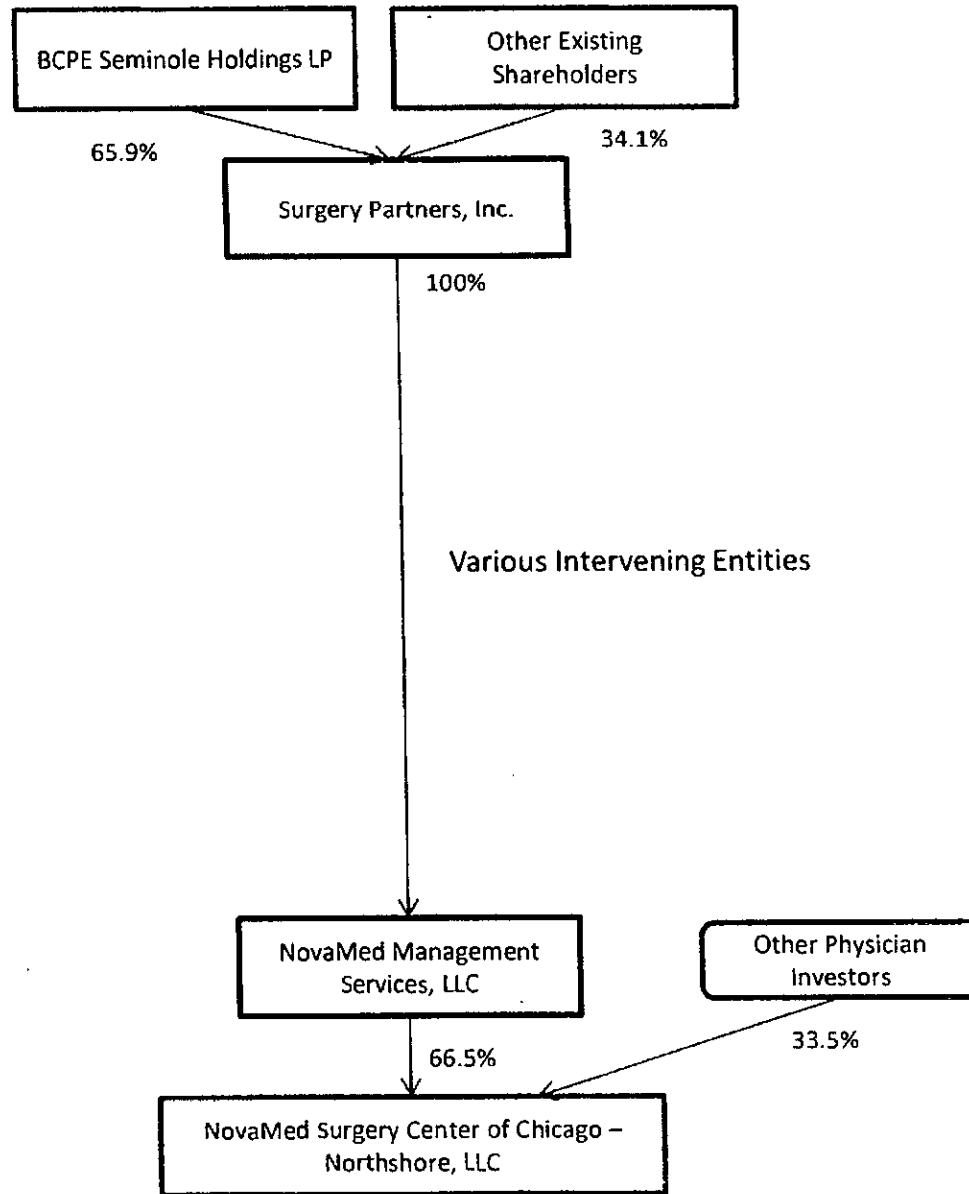 BCPE Seminole Holdings LP
Other Existing
Shareholders
65.9%
34.1%
Surgery Partners, Inc.
100%
Various Intervening Entities
NovaMed Management
Services, LLC
Other Physician
Investors
66.5%
33.5%
NovaMed Surgery Center of Chicago –
Northshore, LLC